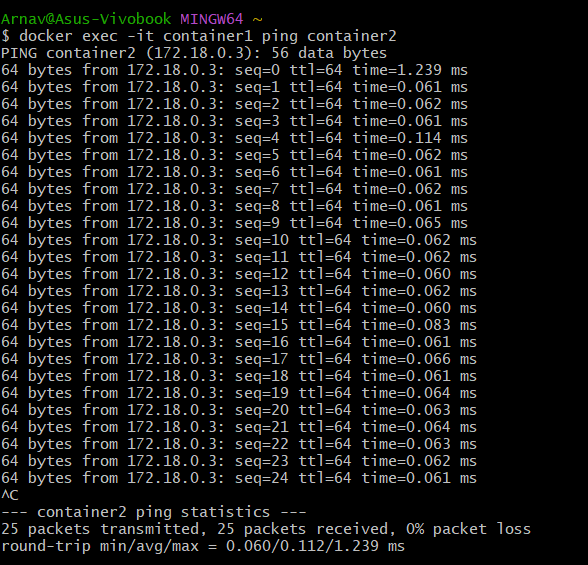 Arnav@Asus-Vivobook MINGW64 ~
$ docker exec -it container1 ping container2
PING container2 (172.18.0.3): 56 data bytes
64 bytes from 172.18.0.3: seq=0 ttl=64 time=1.239 ms
64 bytes from 172.18.0.3: seq=1 ttl=64 time=0.061 ms
64 bytes from 172.18.0.3: seq=2 ttl=64 time=0.062 ms
64 bytes from 172.18.0.3: seq=3 ttl=64 time=0.061 ms
64 bytes from 172.18.0.3: seq=4 ttl=64 time=0.114 ms
64 bytes from 172.18.0.3: seq=5 ttl=64 time=0.062 ms
64 bytes from 172.18.0.3: seq=6 ttl=64 time=0.061 ms
64 bytes from 172.18.0.3: seq=7 ttl=64 time=0.062 ms
64 bytes from 172.18.0.3: seq=8 ttl=64 time=0.061 ms
64 bytes from 172.18.0.3: seq=9 ttl=64 time=0.065 ms
64 bytes from 172.18.0.3: seq=10 ttl=64 time=0.062 ms
64 bytes from 172.18.0.3: seq=11 ttl=64 time=0.062 ms
64 bytes from 172.18.0.3: seq=12 ttl=64 time=0.060 ms
64 bytes from 172.18.0.3: seq=13 ttl=64 time=0.062 ms
64 bytes from 172.18.0.3: seq=14 ttl=64 time=0.060 ms
64 bytes from 172.18.0.3: seq=15 ttl=64 time=0.083 ms
64 bytes from 172.18.0.3: seq=16 ttl=64 time=0.061 ms
64 bytes from 172.18.0.3: seq=17 ttl=64 time=0.066 ms
64 bytes from 172.18.0.3: seq=18 ttl=64 time=0.061 ms
64 bytes from 172.18.0.3: seq=19 ttl=64 time=0.064 ms
64 bytes from 172.18.0.3: seq=20 ttl=64 time=0.063 ms
64 bytes from 172.18.0.3: seq=21 ttl=64 time=0.064 ms
64 bytes from 172.18.0.3: seq=22 ttl=64 time=0.063 ms
64 bytes from 172.18.0.3: seq=23 ttl=64 time=0.062 ms
64 bytes from 172.18.0.3: seq=24 ttl=64 time=0.061 ms
^C
--- container2 ping statistics ---
25 packets transmitted, 25 packets received, 0% packet loss
round-trip min/avg/max = 0.060/0.112/1.239 ms